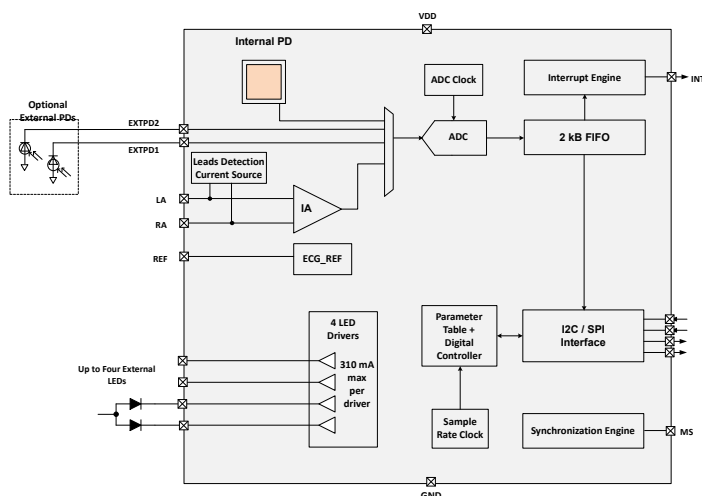 VDD
Internal PD
ADC Clock
Interrupt Engine
INT
Optional
External PDs
EXTPD2
EXTPD1
ADC
2 kB FIFO
Leads Detection
Current Source
LA
IA
RA
REF
ECG_REF
4 LED
Drivers
310 mA
max
per
driver
Parameter
Table +
Digital
Controller
I2C / SPI
Interface
Up to Four External
LEDs
Sample
Rate Clock
Synchronization Engine
MS
GND